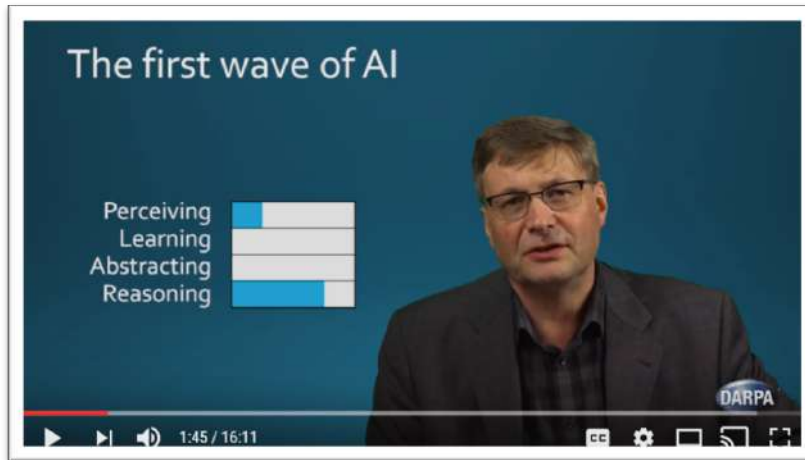 The first wave of AI
Perceiving
Learning
Abstracting
Reasoning
DARPA
1:45 / 16:11
CC